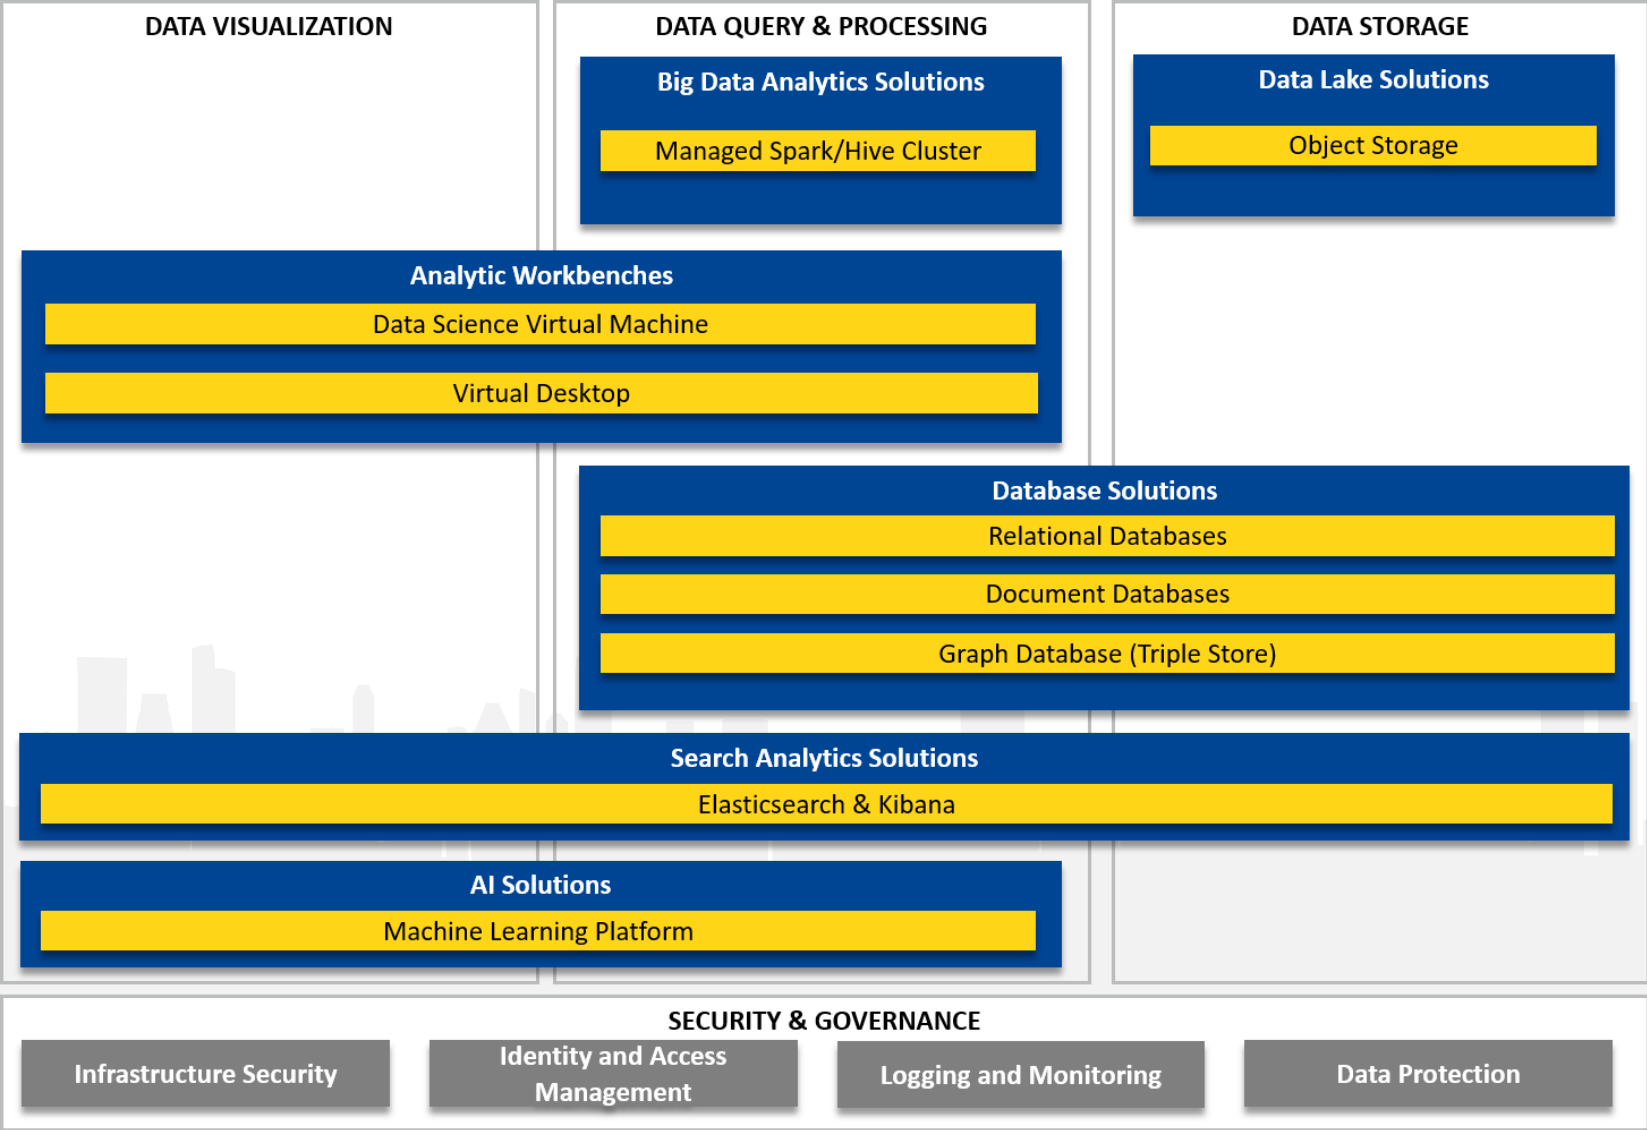 DATA VISUALIZATION
DATA QUERY & PROCESSING
DATA STORAGE
Big Data Analytics Solutions
Managed Spark/Hive Cluster
Data Lake Solutions
Object Storage
Analytic Workbenches
Data Science Virtual Machine
Virtual Desktop
Database Solutions
Relational Databases
Document Databases
Graph Database (Triple Store)
Search Analytics Solutions
Elasticsearch & Kibana
AI Solutions
Machine Learning Platform
SECURITY & GOVERNANCE
Infrastructure Security
Identity and Access
Management
Logging and Monitoring
Data Protection